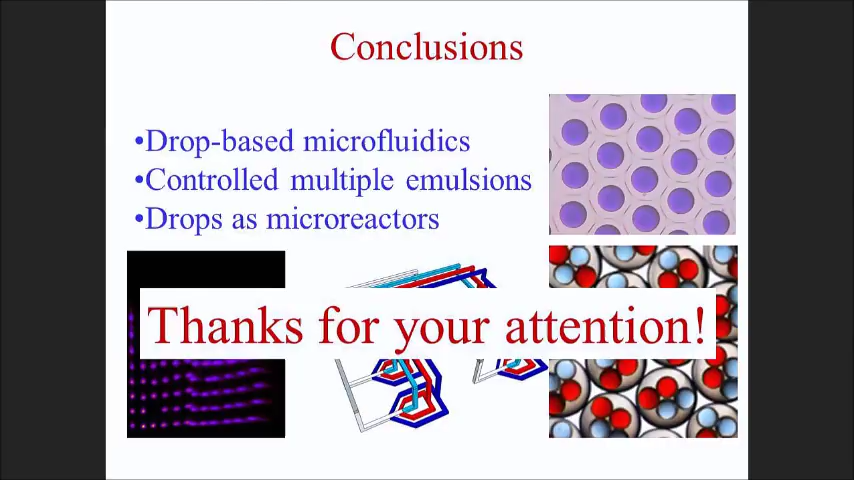 Conclusions
•Drop-based microfluidics
•Controlled multiple emulsions
•Drops as microreactors
Thanks for your attention!